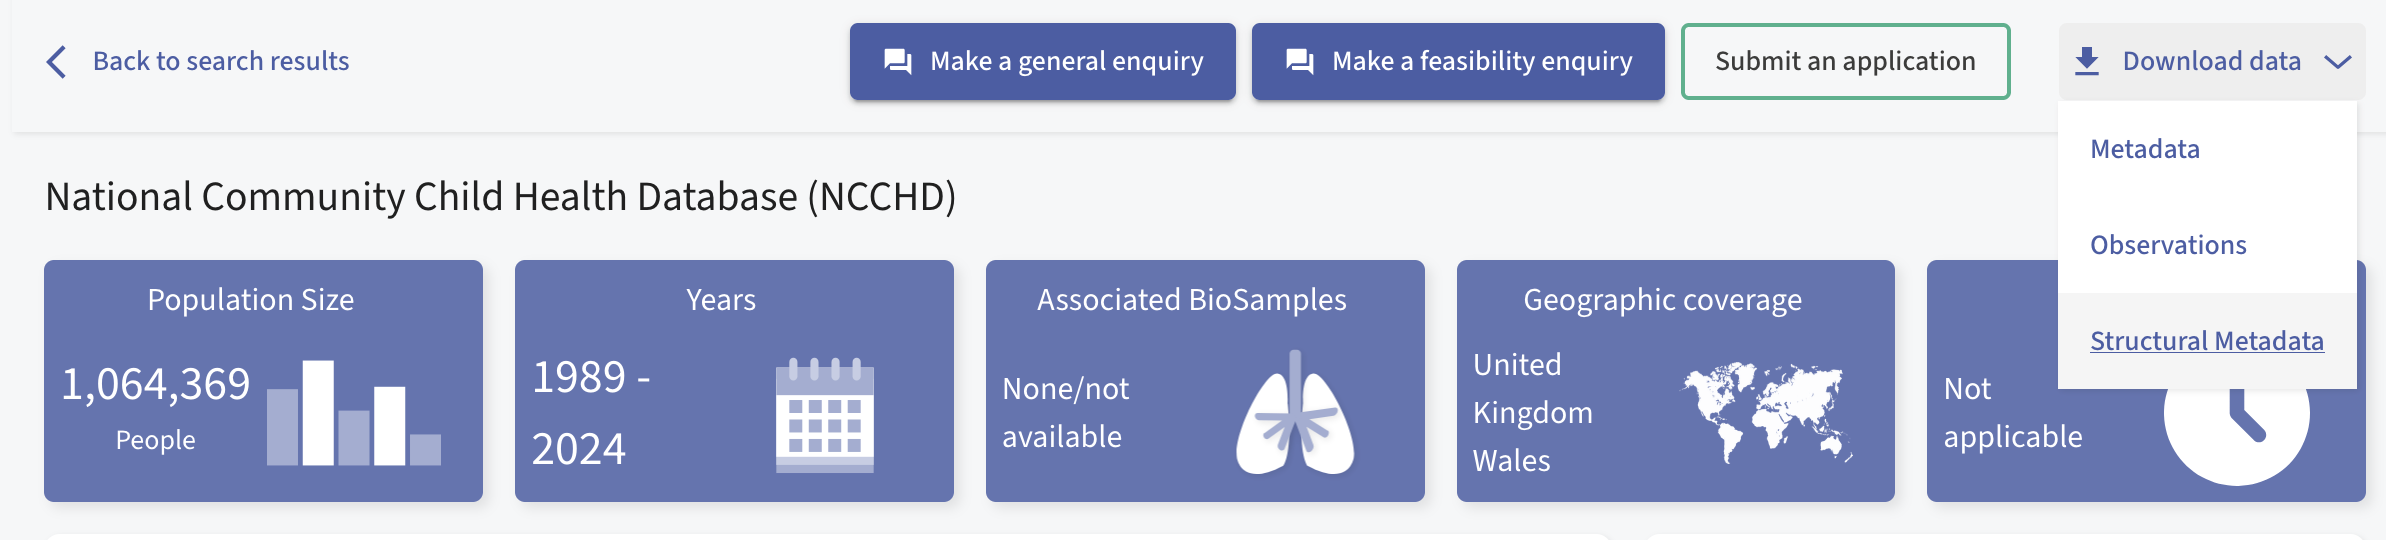 Back to search results
Make a general enquiry
Make a feasibility enquiry
Submit an application
Download data
Metadata
Observations
Structural Metadata
National Community Child Health Database (NCCHD)
Population Size
1,064,369
People
Years
1989 -
2024
Associated BioSamples
None/not
available
Geographic coverage
United
Kingdom
Wales
Not
applicable